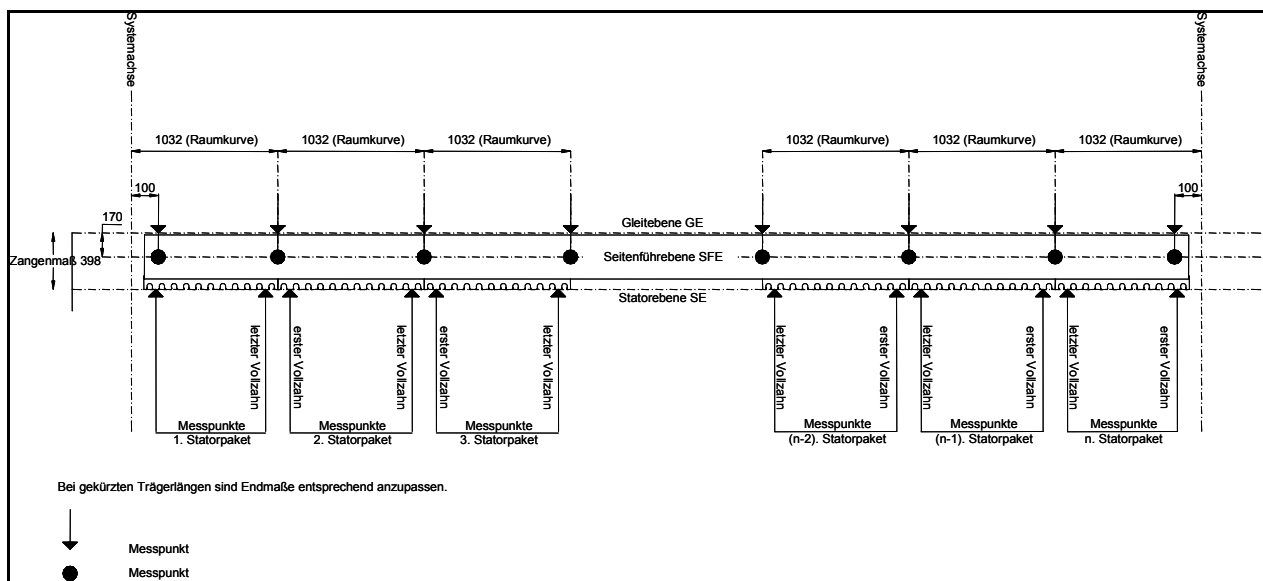 Systemachse
Systemachse
1032 (Raumkurve)
1032 (Raumkurve)
1032 (Raumkurve)
1032 (Raumkurve)
1032 (Raumkurve)
1032 (Raumkurve)
100
100
170
Gleitebene GE
Zangenmaß 398
Seitenführebene SFE
Statorebene SE
letzter Vollzahn
erster Vollzahn
letzter Vollzahn
erster Vollzahn
letzter Vollzahn
letzter Vollzahn
erster Vollzahn
letzter Vollzahn
erster Vollzahn
letzter Vollzahn
Messpunkte
1. Statorpaket
Messpunkte
2. Statorpaket
Messpunkte
3. Statorpaket
Messpunkte
(n-2). Statorpaket
Messpunkte
(n-1). Statorpaket
Messpunkte
n. Statorpaket
Bei gekürzten Trägerlängen sind Endmaße entsprechend anzupassen.
Messpunkt
Messpunkt